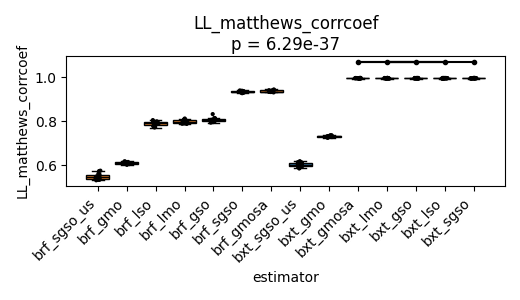 LL_matthews_corrcoef
p = 6.29e-37
LL_matthews_corrcoef
1.0
0.8
0.6
brf_sgso_us
brf_gmo
brf_lso
brf_lmo
brf_gso
brf_sgso
brf_gmosa
bxt_sgso_us
bxt_gmo
bxt_gmosa
bxt_lmo
bxt_gso
bxt_lso
bxt_sgso
estimator